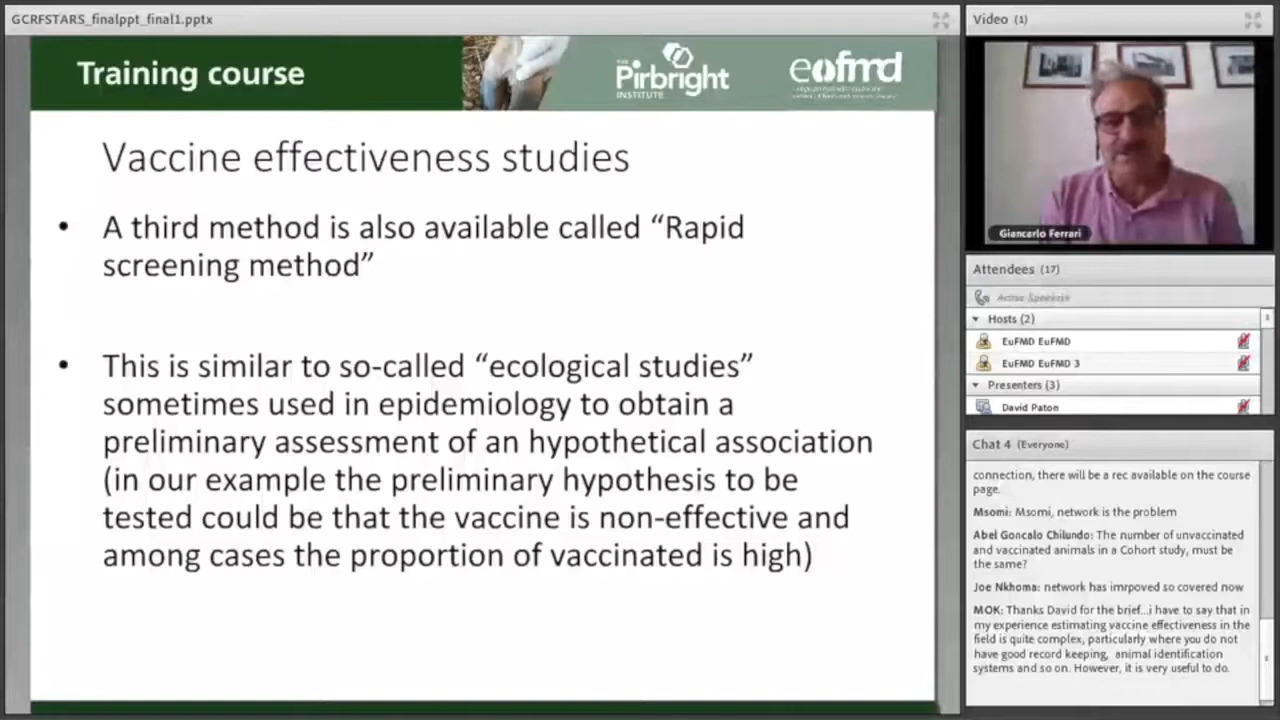 GCRFSTARS_finalppt_final1.pptx
Training course
THE
Pirbright
INSTITUTE
eofmd
Vaccine effectiveness studies
• A third method is also available called “Rapid
screening method”
• This is similar to so-called “ecological studies”
sometimes used in epidemiology to obtain a
preliminary assessment of an hypothetical association
(in our example the preliminary hypothesis to be
tested could be that the vaccine is non-effective and
among cases the proportion of vaccinated is high)
Video (1)
Giancarlo Ferrari
Attendees (17)
Active Speakers
Hosts (2)
EuFMD EuFMD
EuFMD EuFMD 3
Presenters (3)
David Paton
Chat 4 (Everyone)
connection, there will be a rec available on the course
page.
Msomi: Msomi, network is the problem
Abel Goncalo Chilundo: The number of unvaccinated
and vaccinated animals in a Cohort study, must be
the same?
Joe Nkhoma: network has imrpoved so covered now
MOK: Thanks David for the brief...i have to say that in
my experience estimating vaccine effectiveness in the
field is quite complex, particularly where you do not
have good record keeping, animal identification
systems and so on. However, it is very useful to do.